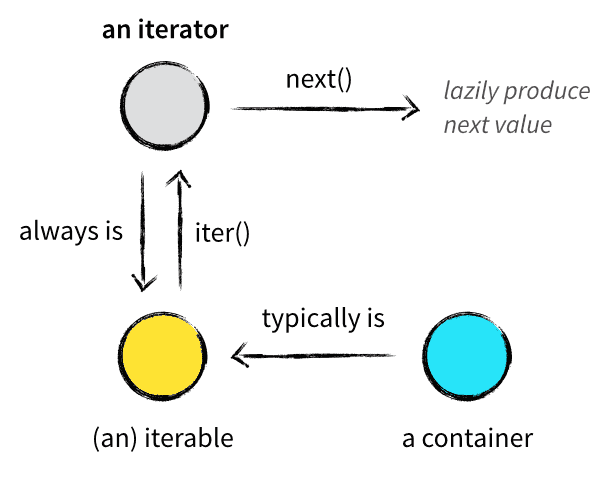 an iterator
next()
lazily produce
next value
always is
iter()
typically is
(an) iterable
a container